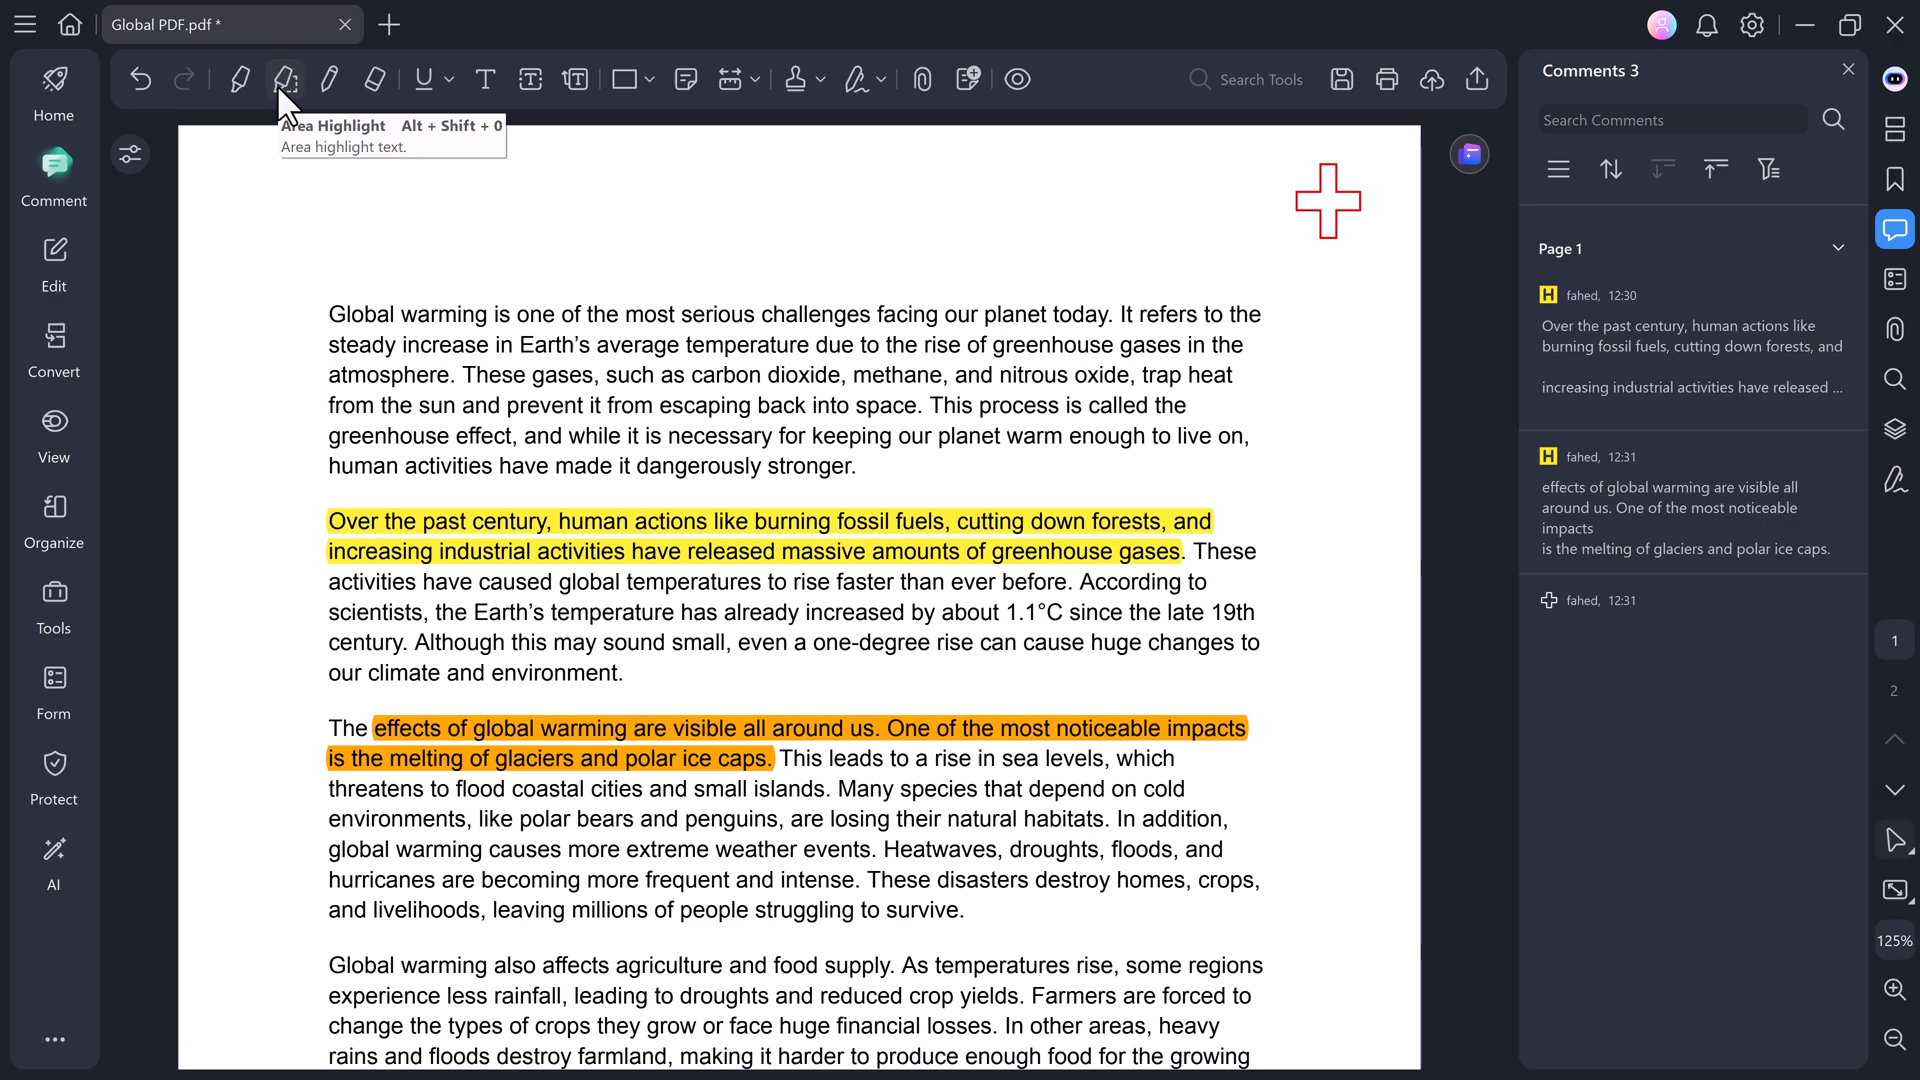 Global PDF.pdf *
Search Tools
Area Highlight Alt + Shift + 0
Area highlight text.
Home
Comment
Edit
Convert
View
Organize
Tools
Form
Protect
AI
Global warming is one of the most serious challenges facing our planet today. It refers to the
steady increase in Earth's average temperature due to the rise of greenhouse gases in the
atmosphere. These gases, such as carbon dioxide, methane, and nitrous oxide, trap heat
from the sun and prevent it from escaping back into space. This process is called the
greenhouse effect, and while it is necessary for keeping our planet warm enough to live on,
human activities have made it dangerously stronger.
Over the past century, human actions like burning fossil fuels, cutting down forests, and
increasing industrial activities have released massive amounts of greenhouse gases. These
activities have caused global temperatures to rise faster than ever before. According to
scientists, the Earth's temperature has already increased by about 1.1°C since the late 19th
century. Although this may sound small, even a one-degree rise can cause huge changes to
our climate and environment.
The effects of global warming are visible all around us. One of the most noticeable impacts
is the melting of glaciers and polar ice caps. This leads to a rise in sea levels, which
threatens to flood coastal cities and small islands. Many species that depend on cold
environments, like polar bears and penguins, are losing their natural habitats. In addition,
global warming causes more extreme weather events. Heatwaves, droughts, floods, and
hurricanes are becoming more frequent and intense. These disasters destroy homes, crops,
and livelihoods, leaving millions of people struggling to survive.
Global warming also affects agriculture and food supply. As temperatures rise, some regions
experience less rainfall, leading to droughts and reduced crop yields. Farmers are forced to
change the types of crops they grow or face huge financial losses. In other areas, heavy
rains and floods destroy farmland, making it harder to produce enough food for the growing
Comments 3
Search Comments
Page 1
H fahed, 12:30
Over the past century, human actions like
burning fossil fuels, cutting down forests, and
increasing industrial activities have released ...
H fahed, 12:31
effects of global warming are visible all
around us. One of the most noticeable
impacts
is the melting of glaciers and polar ice caps.
fahed, 12:31
1
2
125%